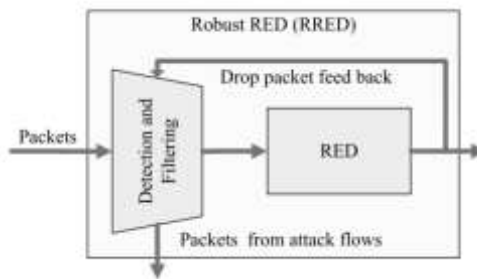 Robust RED (RRED)
Drop packet feed back
Packets
Detection and
Filtering
RED
Packets from attack flows